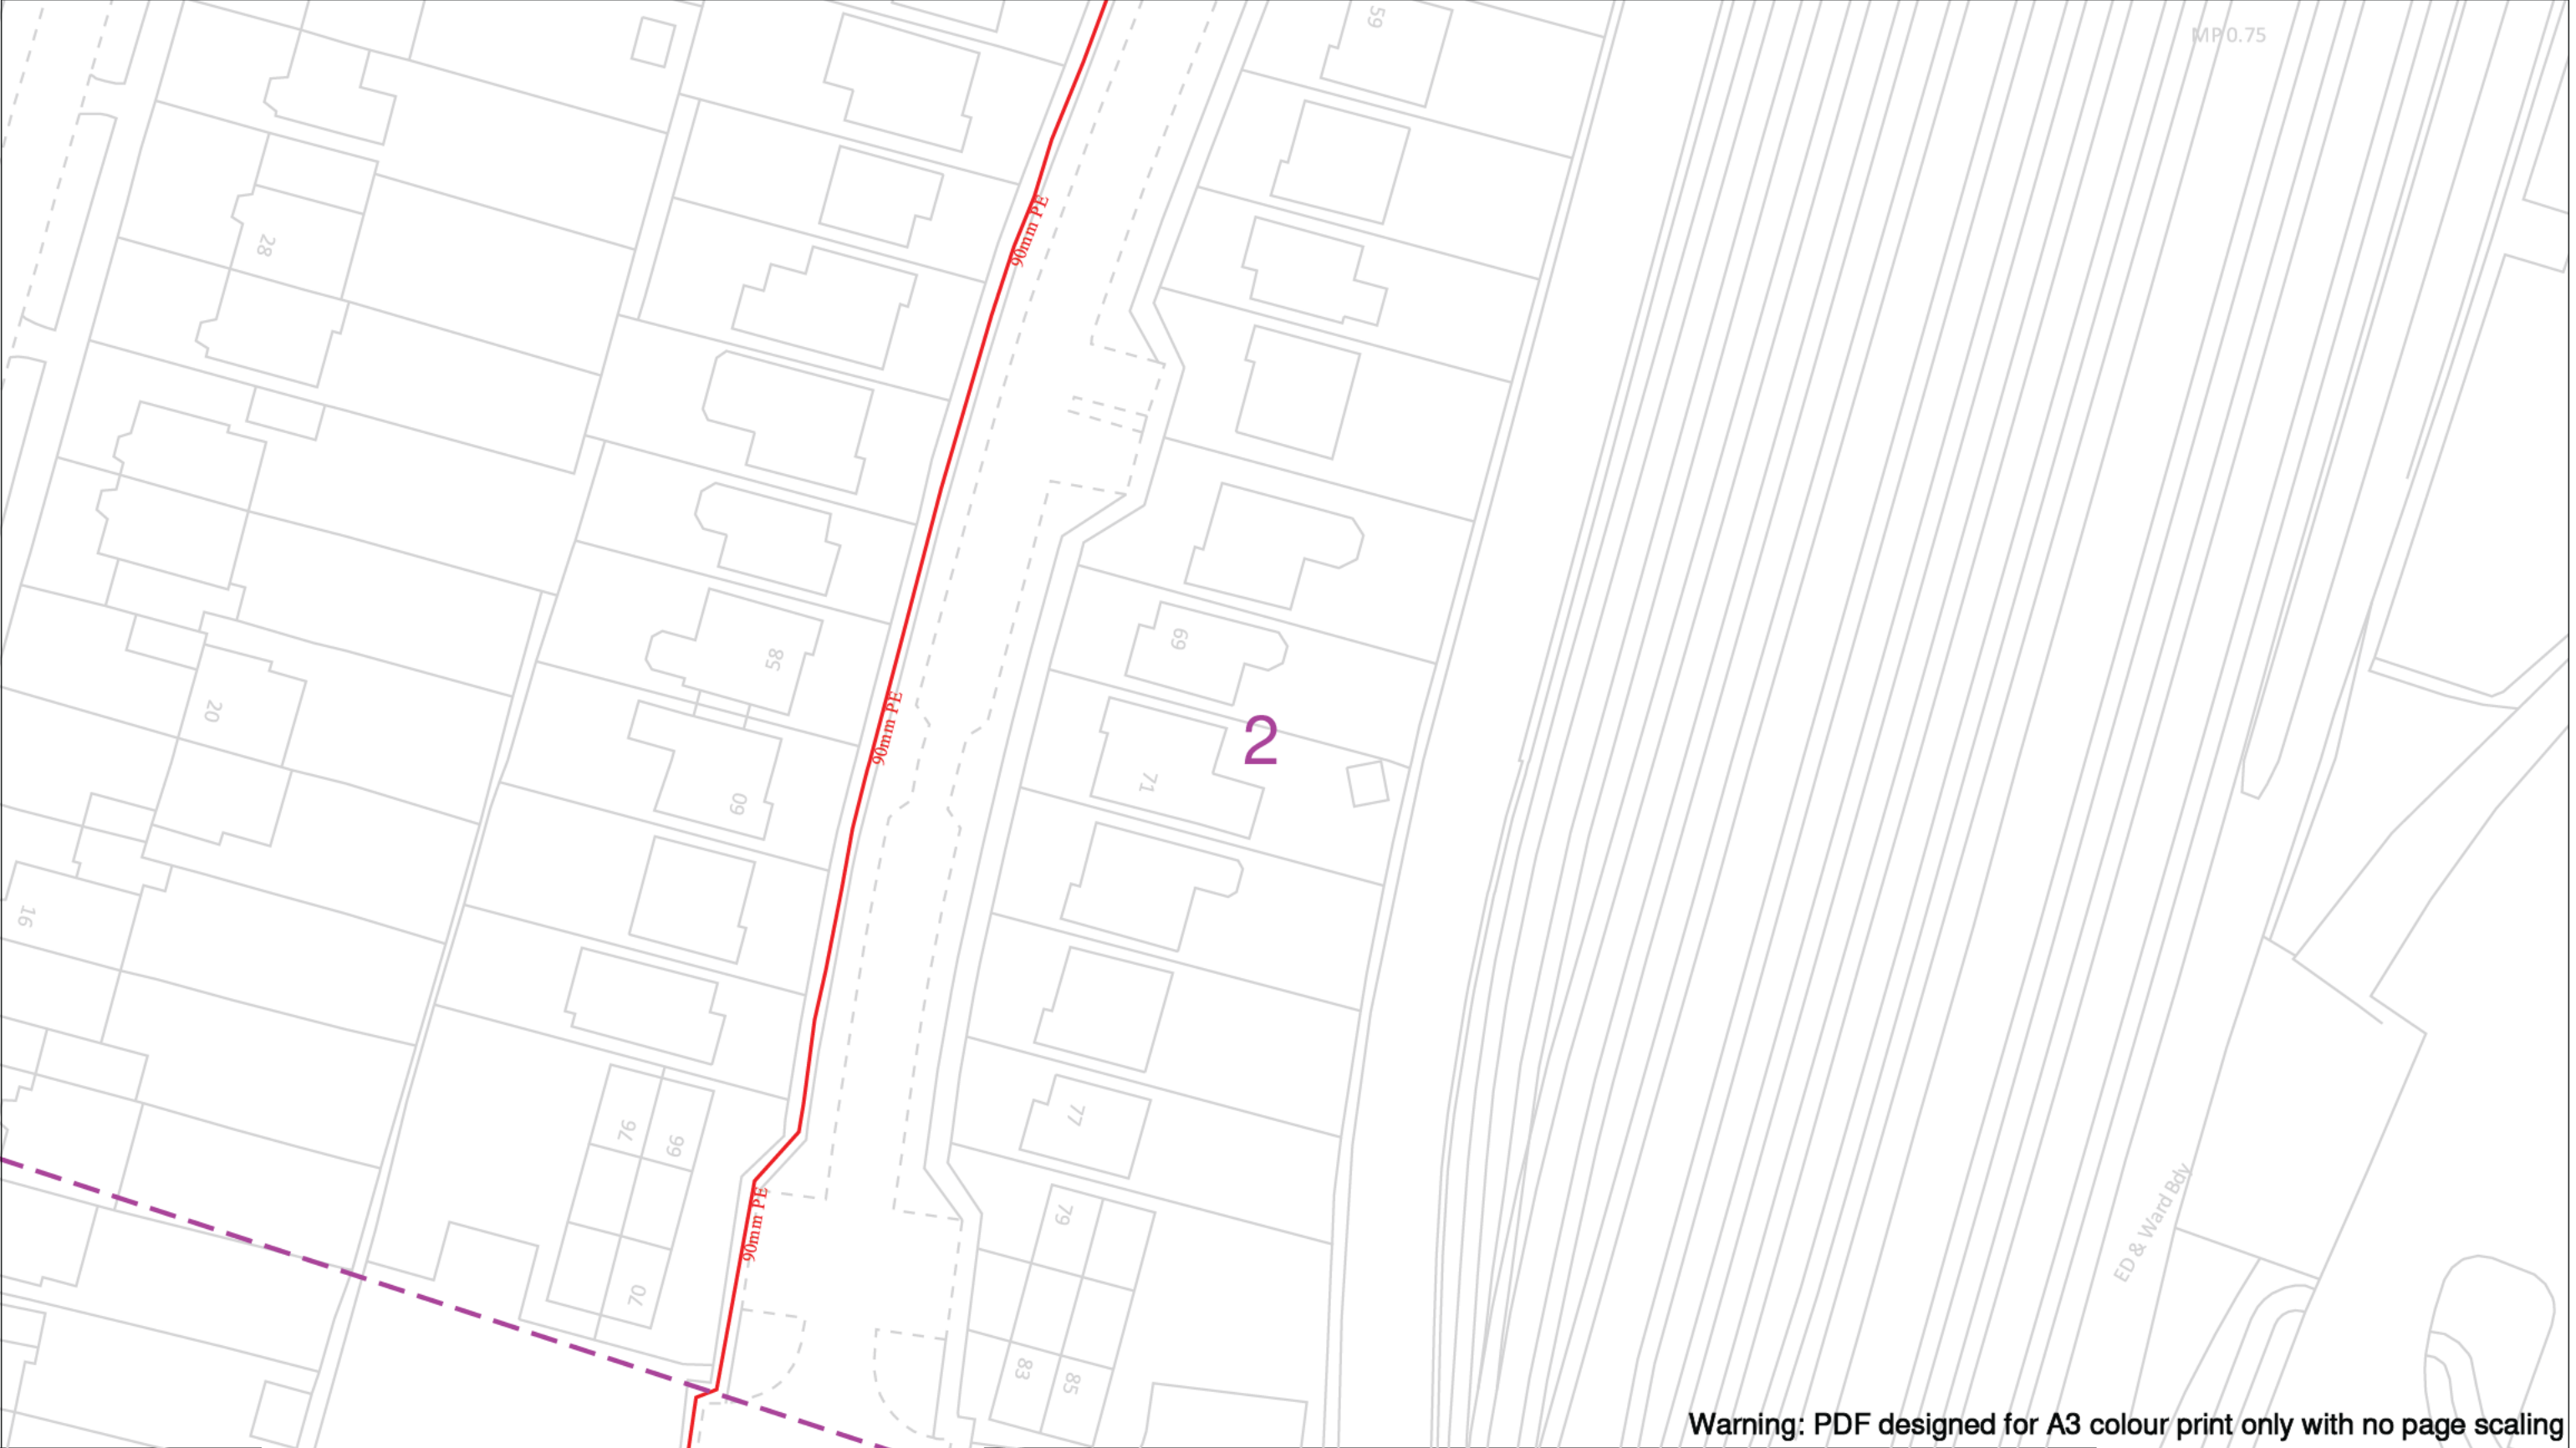 59
MP 0.75
90mm PE
28
69
58
20
90mm PE
2
71
60
16
77
76
66
90mm PE
79
ED & Ward Bdy
70
83
85
Warning: PDF designed for A3 colour print only with no page scaling